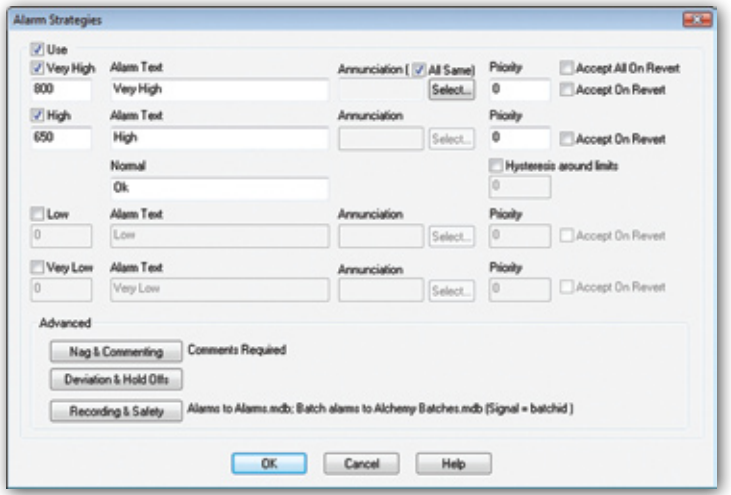 Alarm Strategies
Use
Very High Alarm Text Annunciation ( All Same) Priority Accept All On Revert
800 Very High Select... 0 Accept On Revert
High Alarm Text Annunciation Priority
650 High Select... 0 Accept On Revert
Normal Hysteresis around limits
Ok 0
Low Alarm Text Annunciation Priority
0 Low Select... 0 Accept On Revert
Very Low Alarm Text Annunciation Priority
0 Very Low Select... 0 Accept On Revert
Advanced
Nag & Commenting Comments Required
Deviation & Hold Offs
Recording & Safety Alarms to Alarms.mdb; Batch alarms to Alchemy Batches.mdb (Signal = batchid )
OK Cancel Help